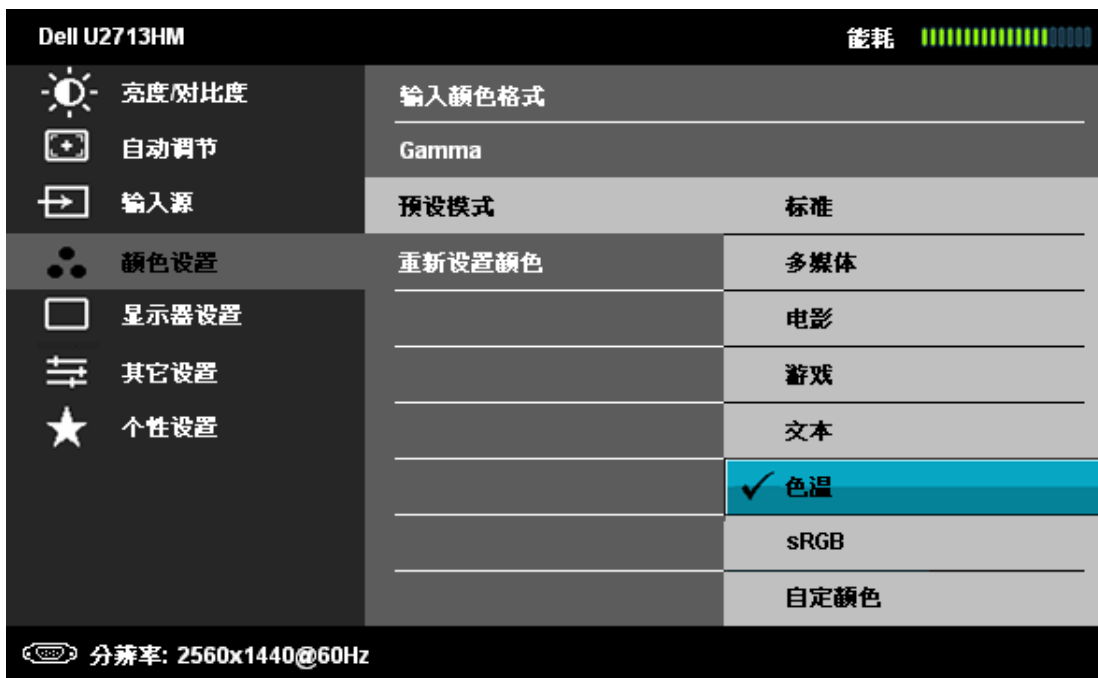 Dell U2713HM 能耗
亮度/对比度 输入颜色格式
自动调节 Gamma
输入源 预设模式 标准
颜色设置 重新设置颜色 多媒体
显示器设置 电影
其它设置 游戏
个性设置 文本
色温
sRGB
自定颜色
分辨率: 2560x1440@60Hz